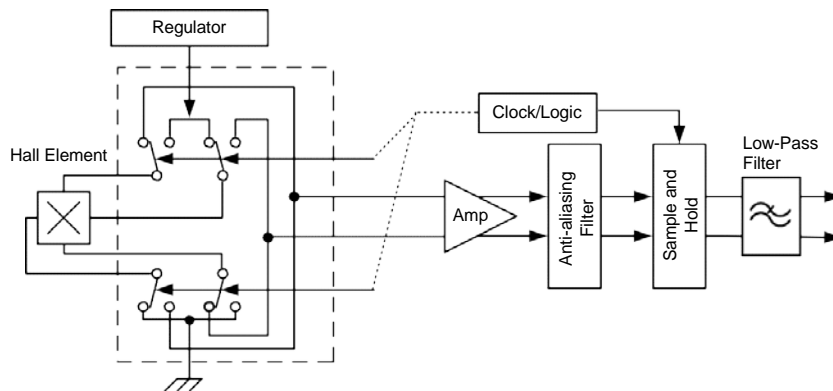 Regulator
Hall Element
Clock/Logic
Amp
Anti-aliasing
Filter
Sample and
Hold
Low-Pass
Filter